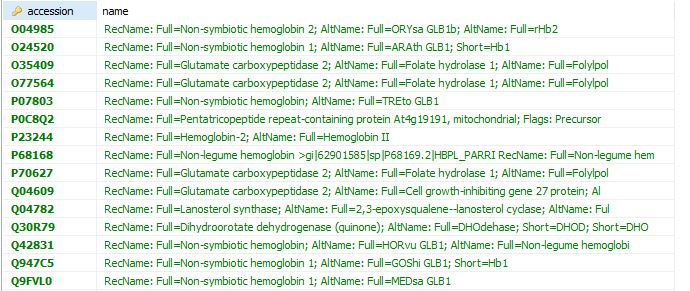 accession name
O04985 RecName: Full=Non-symbiotic hemoglobin 2; AltName: Full=ORYsa GLB1b; AltName: Full=rHb2
O24520 RecName: Full=Non-symbiotic hemoglobin 1; AltName: Full=ARAth GLB1; Short=Hb1
O35409 RecName: Full=Glutamate carboxypeptidase 2; AltName: Full=Folate hydrolase 1; AltName: Full=Folylpol
O77564 RecName: Full=Glutamate carboxypeptidase 2; AltName: Full=Folate hydrolase 1; AltName: Full=Folylpol
P07803 RecName: Full=Non-symbiotic hemoglobin; AltName: Full=TREto GLB1
P0C8Q2 RecName: Full=Pentatricopeptide repeat-containing protein At4g19191, mitochondrial; Flags: Precursor
P23244 RecName: Full=Hemoglobin-2; AltName: Full=Hemoglobin II
P68168 RecName: Full=Non-legume hemoglobin >gi|62901585|sp|P68169.2|HBPL_PARRI RecName: Full=Non-legume hem
P70627 RecName: Full=Glutamate carboxypeptidase 2; AltName: Full=Folate hydrolase 1; AltName: Full=Folylpol
Q04609 RecName: Full=Glutamate carboxypeptidase 2; AltName: Full=Cell growth-inhibiting gene 27 protein; Al
Q04782 RecName: Full=Lanosterol synthase; AltName: Full=2,3-epoxysqualene--lanosterol cyclase; AltName: Ful
Q30R79 RecName: Full=Dihydroorotate dehydrogenase (quinone); AltName: Full=DHOdehase; Short=DHOD; Short=DHO
Q42831 RecName: Full=Non-symbiotic hemoglobin; AltName: Full=HORvu GLB1; AltName: Full=Non-legume hemoglobi
Q947C5 RecName: Full=Non-symbiotic hemoglobin 1; AltName: Full=GOShi GLB1; Short=Hb1
Q9FVL0 RecName: Full=Non-symbiotic hemoglobin 1; AltName: Full=MEDsa GLB1